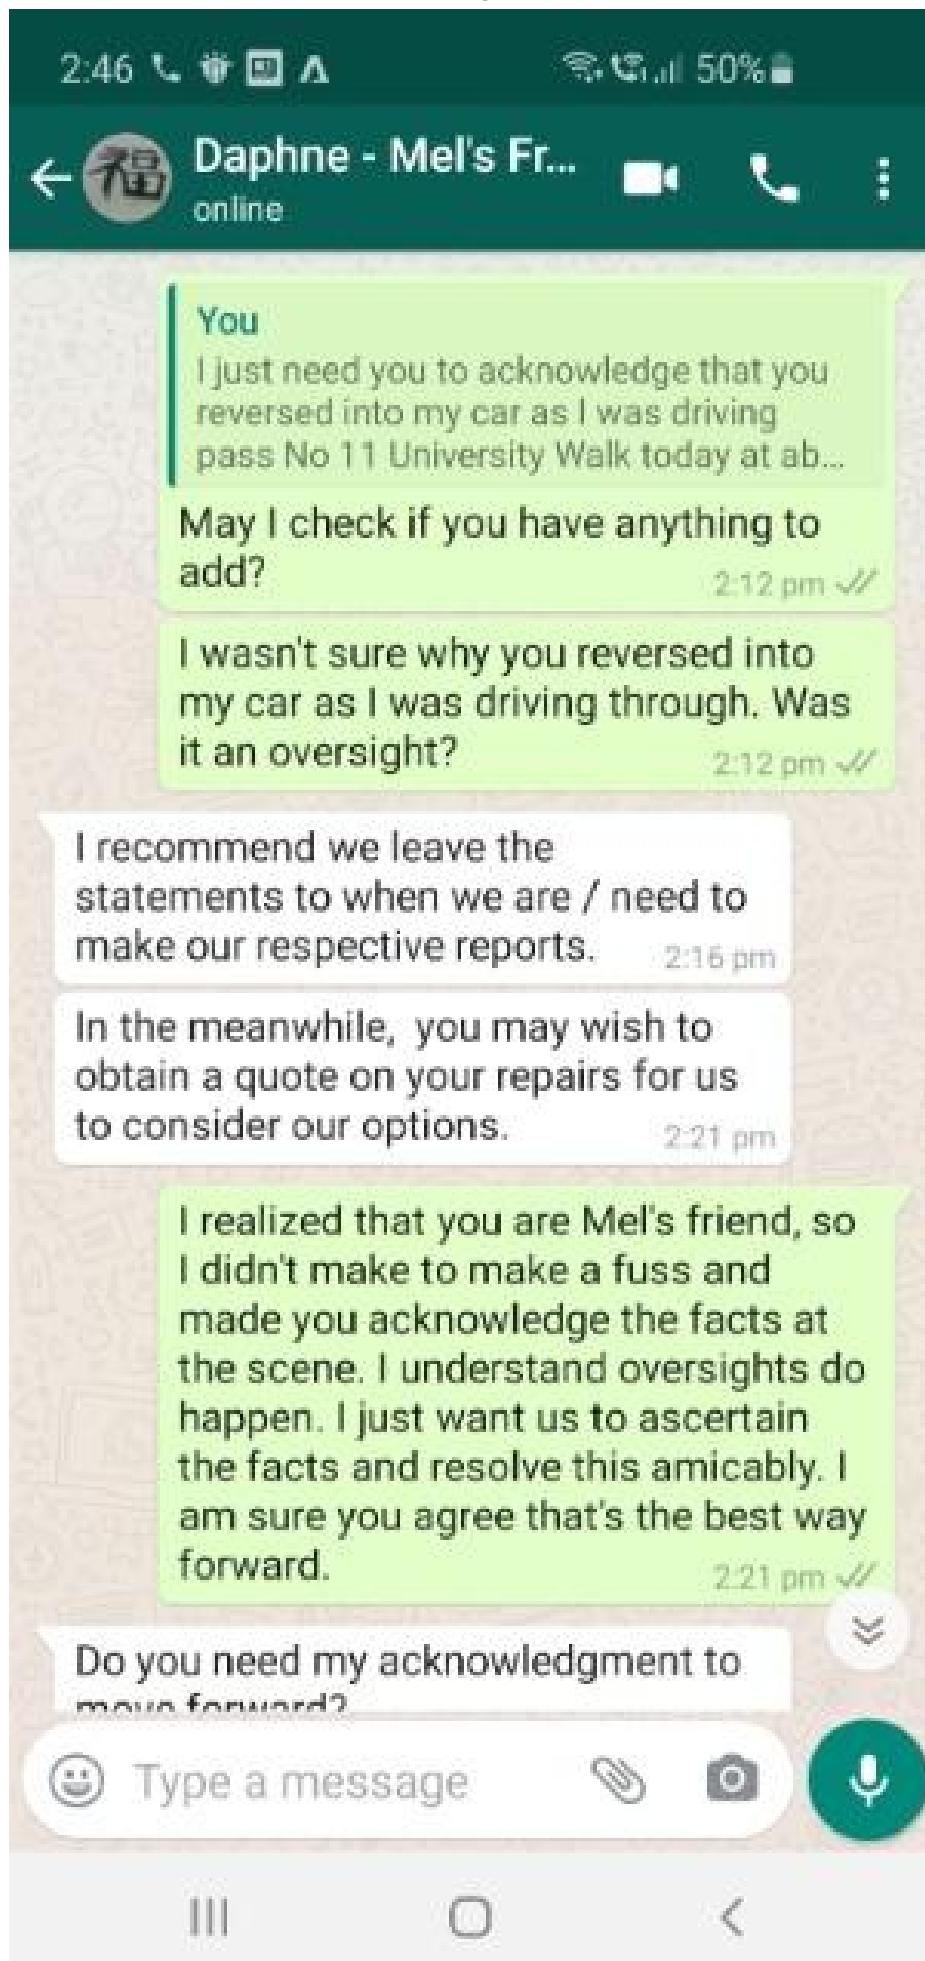 2:46
50%
福
Daphne - Mel's Fr...
online
You
I just need you to acknowledge that you
reversed into my car as I was driving
pass No 11 University Walk today at ab...
May I check if you have anything to
add?
2:12 pm
I wasn't sure why you reversed into
my car as I was driving through. Was
it an oversight?
2:12 pm
I recommend we leave the
statements to when we are / need to
make our respective reports.
2:16 pm
In the meanwhile, you may wish to
obtain a quote on your repairs for us
to consider our options.
2:21 pm
I realized that you are Mel's friend, so
I didn't make to make a fuss and
made you acknowledge the facts at
the scene. I understand oversights do
happen. I just want us to ascertain
the facts and resolve this amicably. I
am sure you agree that's the best way
forward.
2:21 pm
Do you need my acknowledgment to
move forward?
Type a message